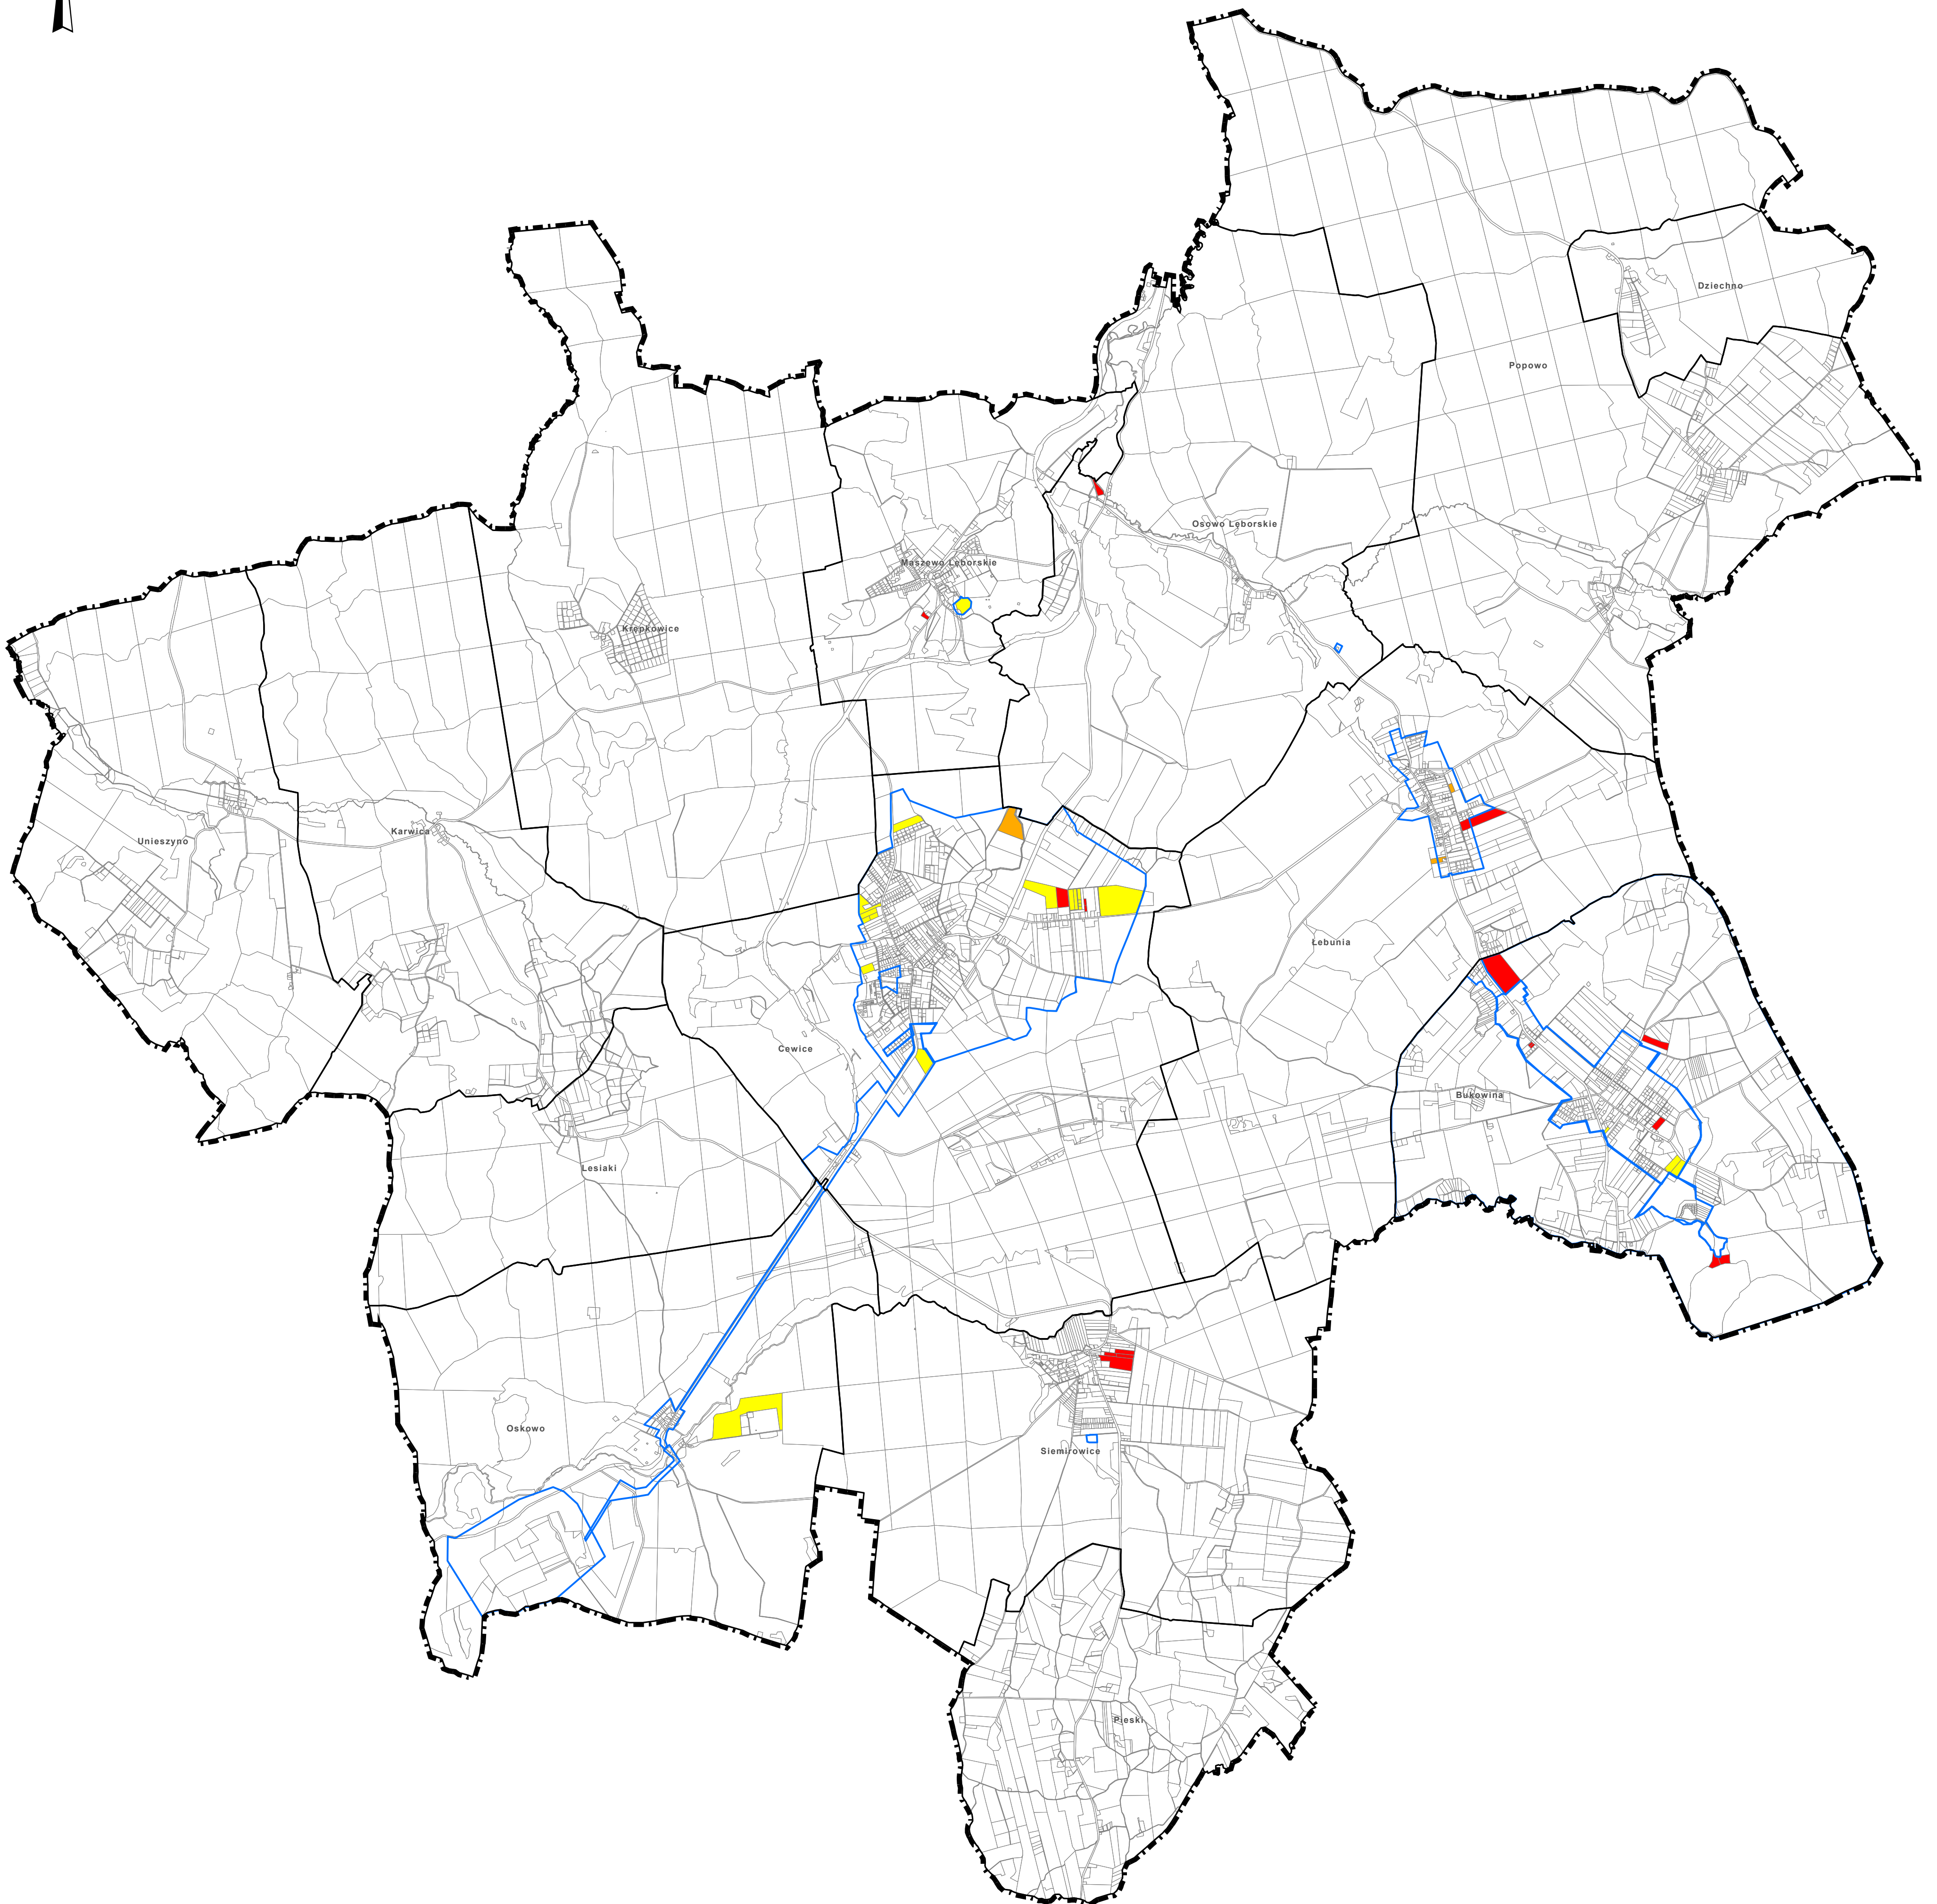 Dziechno
Popowo
Osowo Lęborskie
Maszewo Lęborskie
Krępkowice
Karwica
Unieszyno
Łebunia
Cewice
Bukowina
Lesiaki
Oskowo
Siemirowice
Pieski